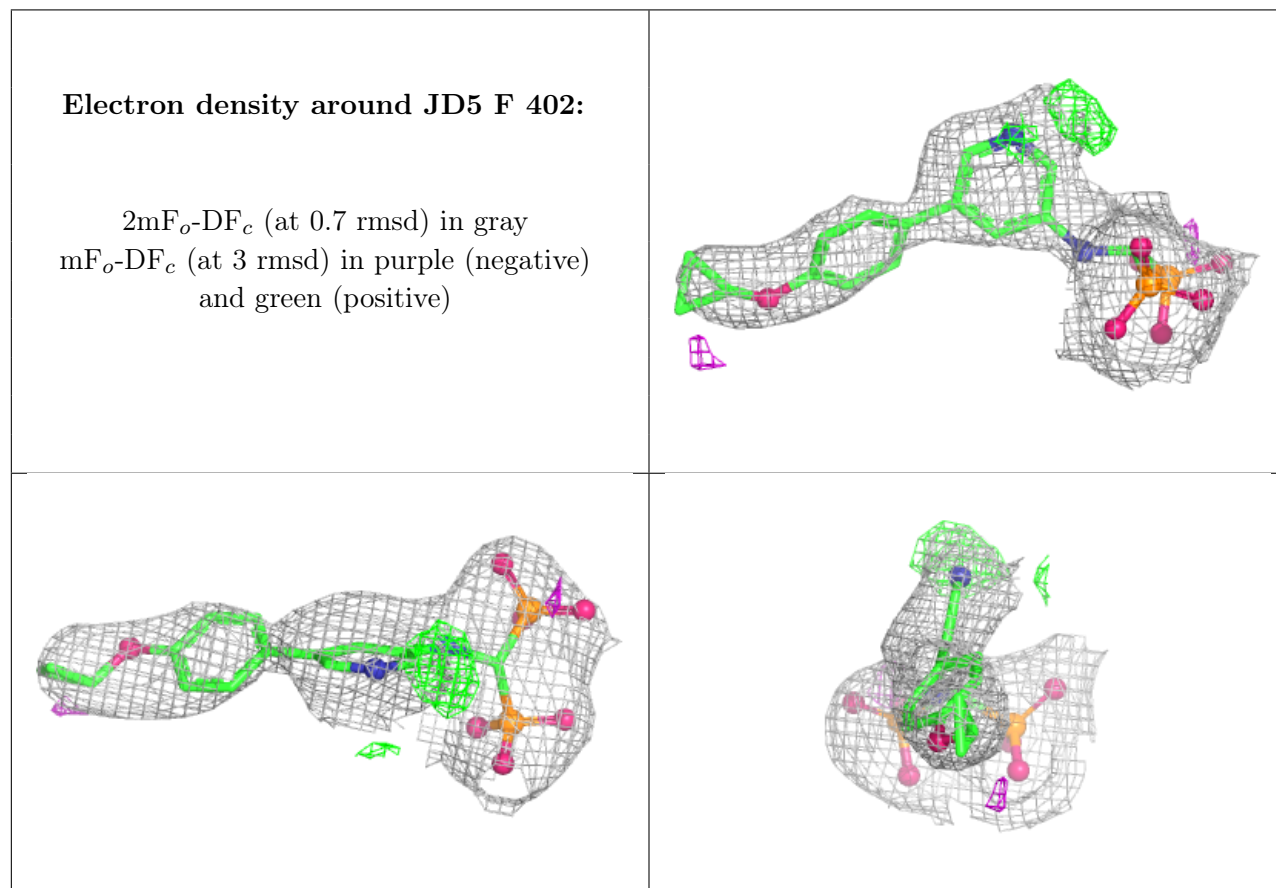 Electron density around JD5 F 402:
2mFo-DFc (at 0.7 rmsd) in gray
mFo-DFc (at 3 rmsd) in purple (negative)
and green (positive)